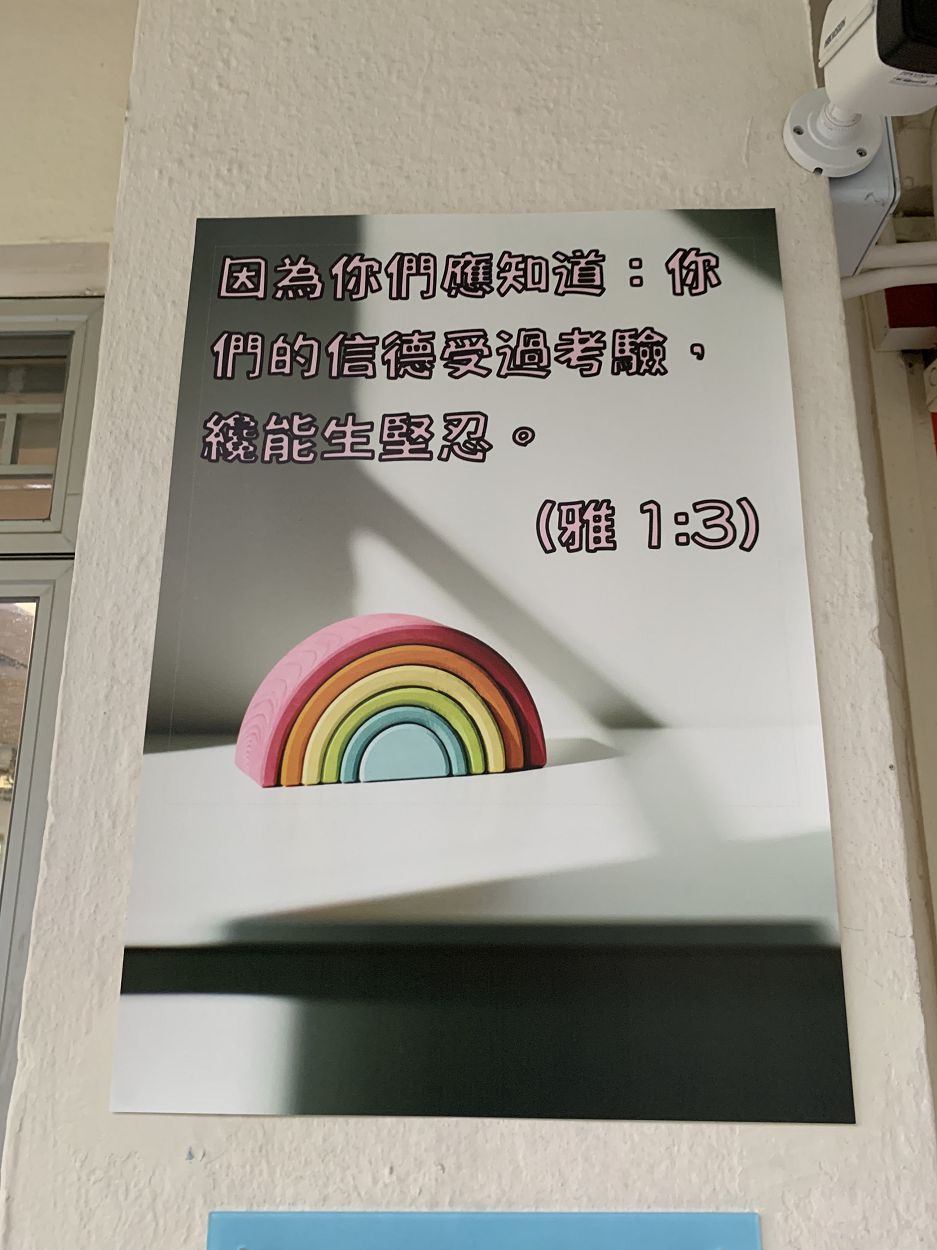 因為你們應知道：你
們的信德受過考驗，
纔能生堅忍。
(雅 1:3)